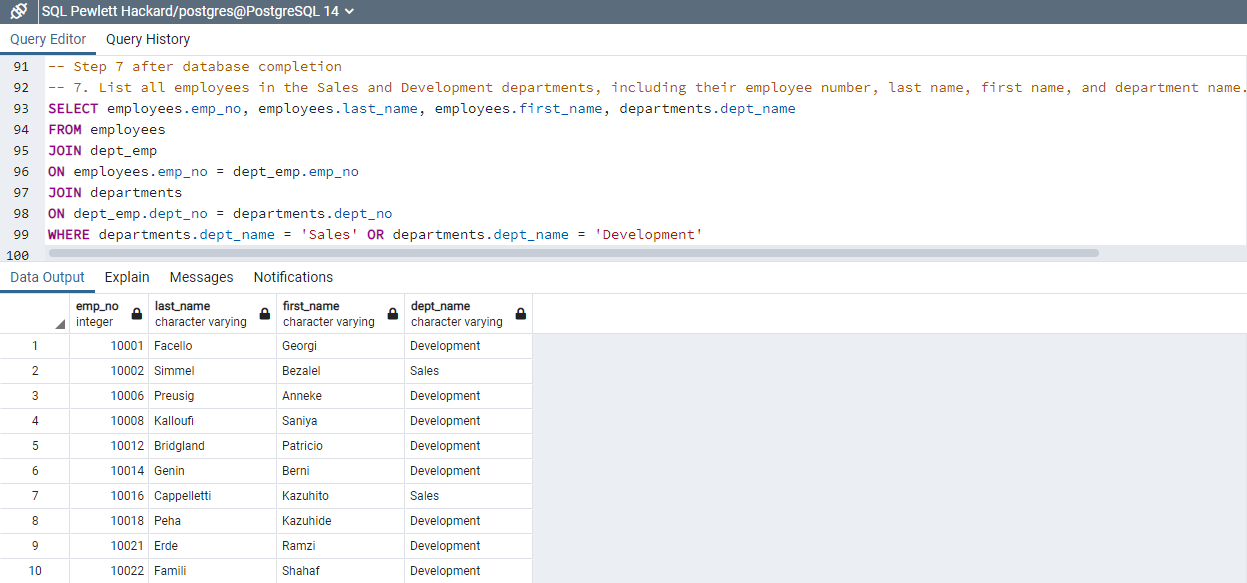 SQL Pewlett Hackard/postgres@PostgreSQL 14
Query Editor Query History
91 -- Step 7 after database completion
92 -- 7. List all employees in the Sales and Development departments, including their employee number, last name, first name, and department name.
93 SELECT employees.emp_no, employees.last_name, employees.first_name, departments.dept_name
94 FROM employees
95 JOIN dept_emp
96 ON employees.emp_no = dept_emp.emp_no
97 JOIN departments
98 ON dept_emp.dept_no = departments.dept_no
99 WHERE departments.dept_name = 'Sales' OR departments.dept_name = 'Development'
100
Data Output Explain Messages Notifications
emp_no last_name first_name dept_name
integer character varying character varying character varying
1 10001 Facello Georgi Development
2 10002 Simmel Bezalel Sales
3 10006 Preusig Anneke Development
4 10008 Kalloufi Saniya Development
5 10012 Bridgland Patricio Development
6 10014 Genin Berni Development
7 10016 Cappelletti Kazuhito Sales
8 10018 Peha Kazuhide Development
9 10021 Erde Ramzi Development
10 10022 Famili Shahaf Development